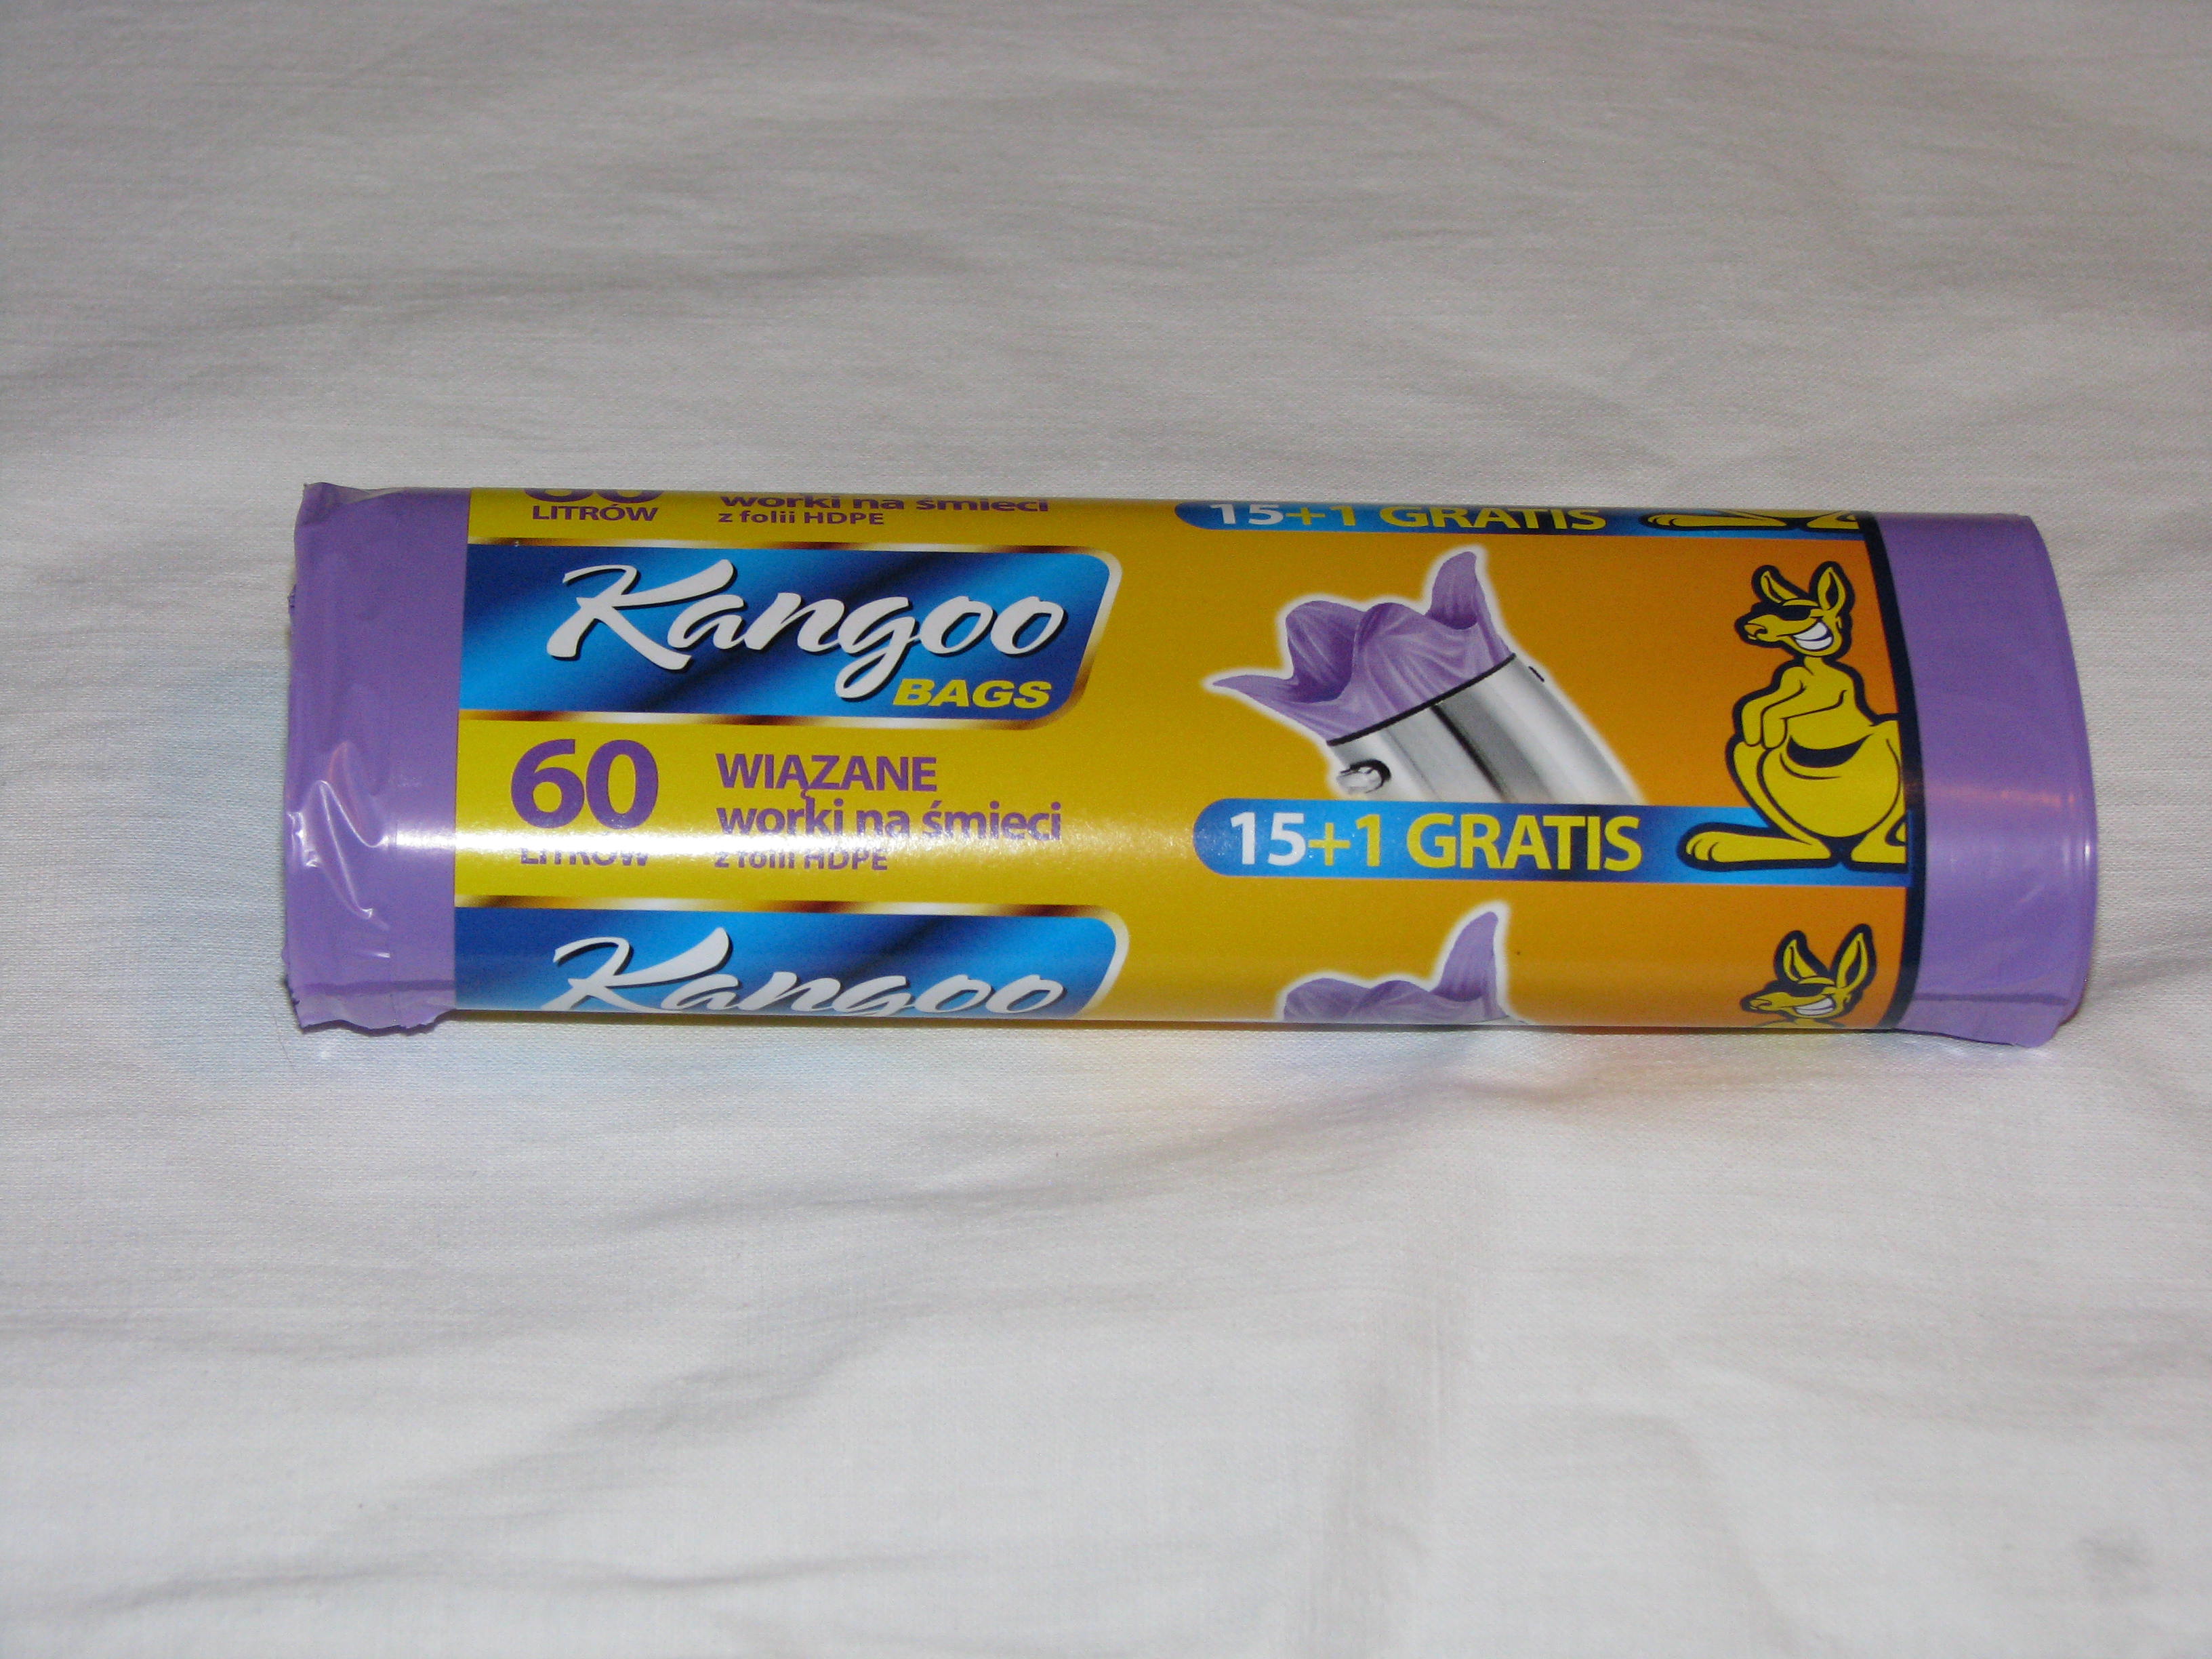 LITRÓW
worki na śmieci
z folii HDPE
15+1 GRATIS
Kangoo
BAGS
60
LITRÓW
WIĄZANE
worki na śmieci
z folii HDPE
15+1 GRATIS
Kangoo